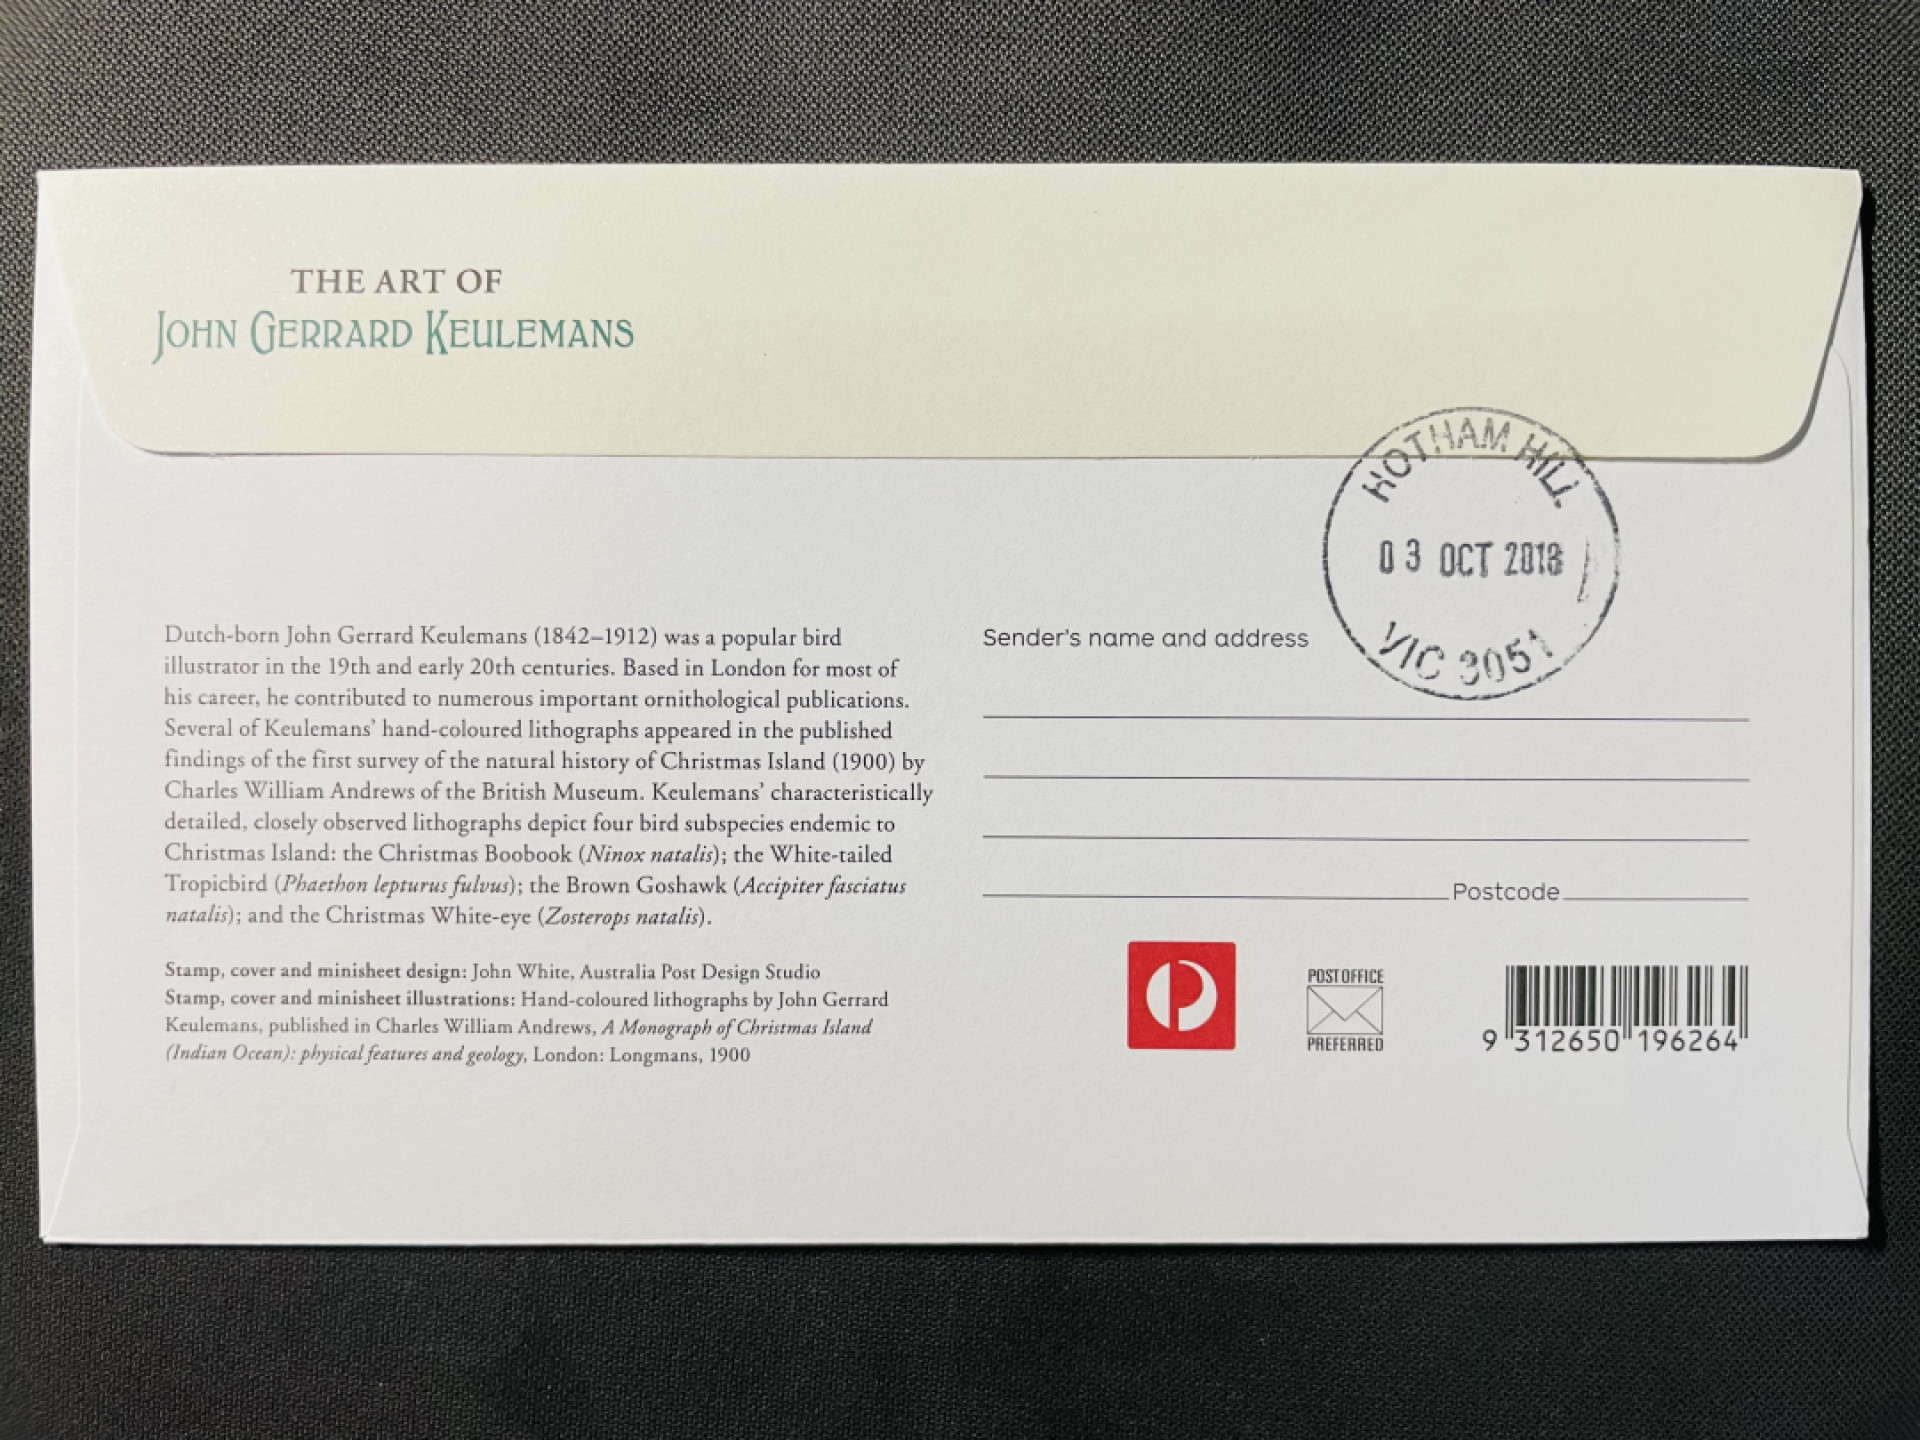 THE ART OF
JOHN GERRARD KEULEMANS
HOTHAM HILL
03 OCT 2018
VIC 3051
Dutch-born John Gerrard Keulemans (1842–1912) was a popular bird
illustrator in the 19th and early 20th centuries. Based in London for most of
his career, he contributed to numerous important ornithological publications.
Several of Keulemans’ hand-coloured lithographs appeared in the published
findings of the first survey of the natural history of Christmas Island (1900) by
Charles William Andrews of the British Museum. Keulemans’ characteristically
detailed, closely observed lithographs depict four bird subspecies endemic to
Christmas Island: the Christmas Boobook (Ninox natalis); the White-tailed
Tropicbird (Phaethon lepturus fulvus); the Brown Goshawk (Accipiter fasciatus
natalis); and the Christmas White-eye (Zosterops natalis).
Stamp, cover and minisheet design: John White, Australia Post Design Studio
Stamp, cover and minisheet illustrations: Hand-coloured lithographs by John Gerrard
Keulemans, published in Charles William Andrews, A Monograph of Christmas Island
(Indian Ocean): physical features and geology, London: Longmans, 1900
Sender’s name and address
Postcode
POST OFFICE
PREFERRED
9 312650 196264